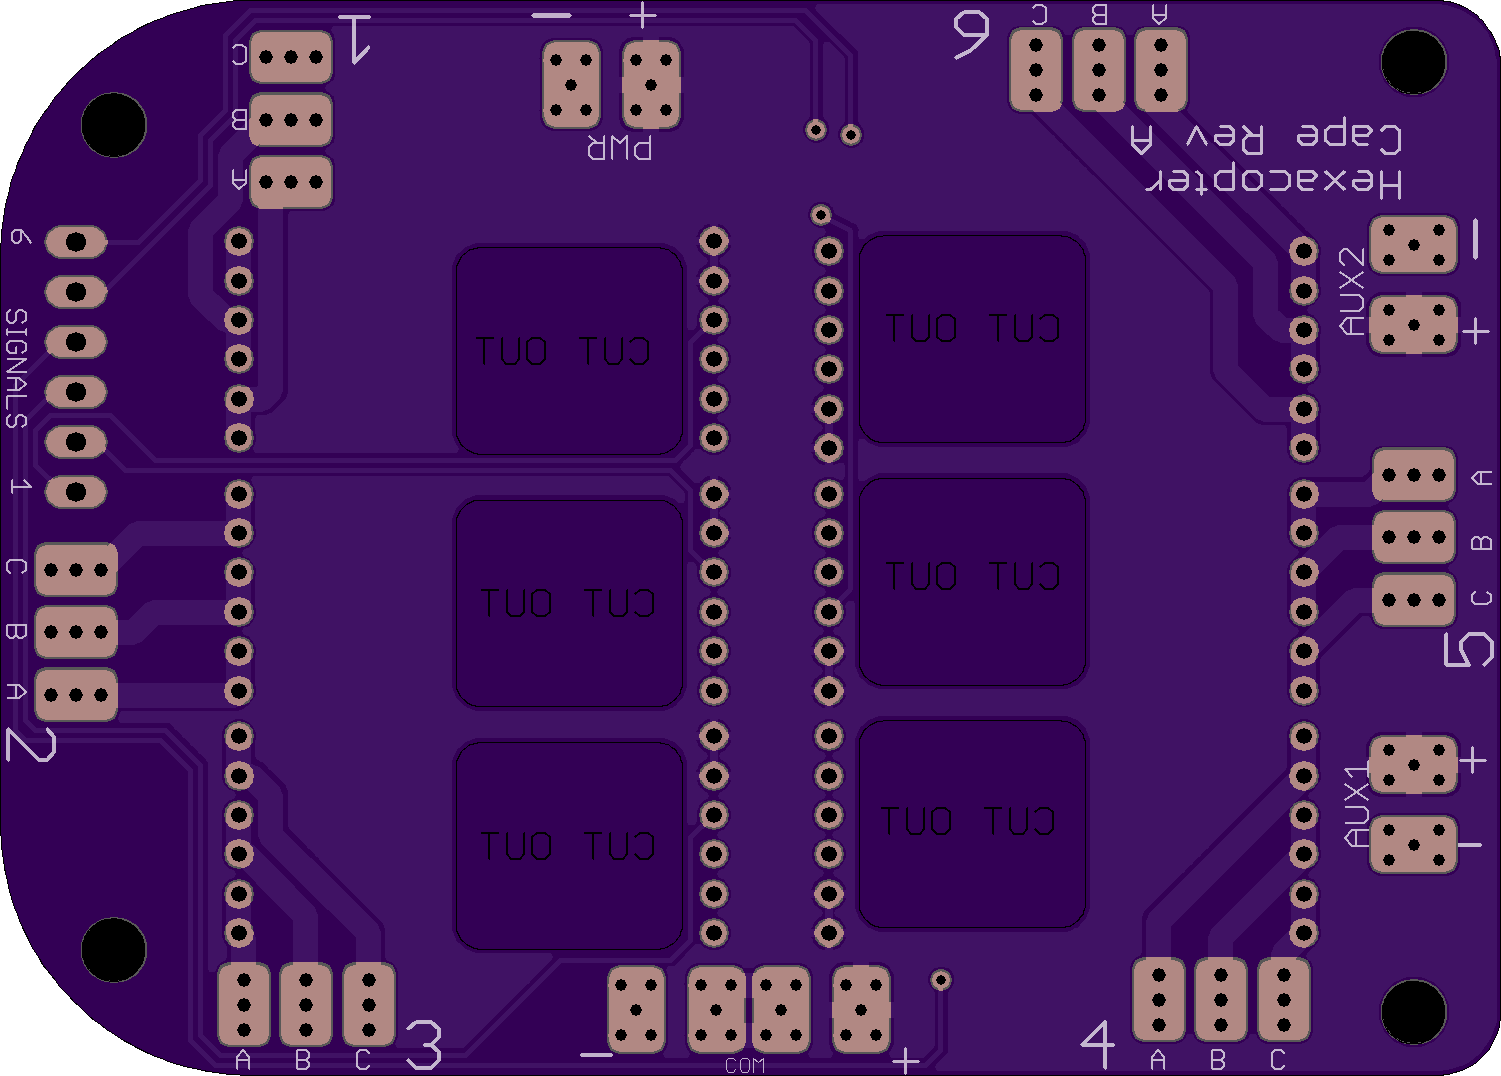 1
C
B
A
− +
PWR
6
C B A
Cape Rev A
Hexacopter
6
SIGNALS
1
CUT OUT
CUT OUT
AUX2
−
+
A
B
C
5
CUT OUT
CUT OUT
C
B
A
2
CUT OUT
CUT OUT
AUX1
+
−
A B C
3
− COM +
4
A B C